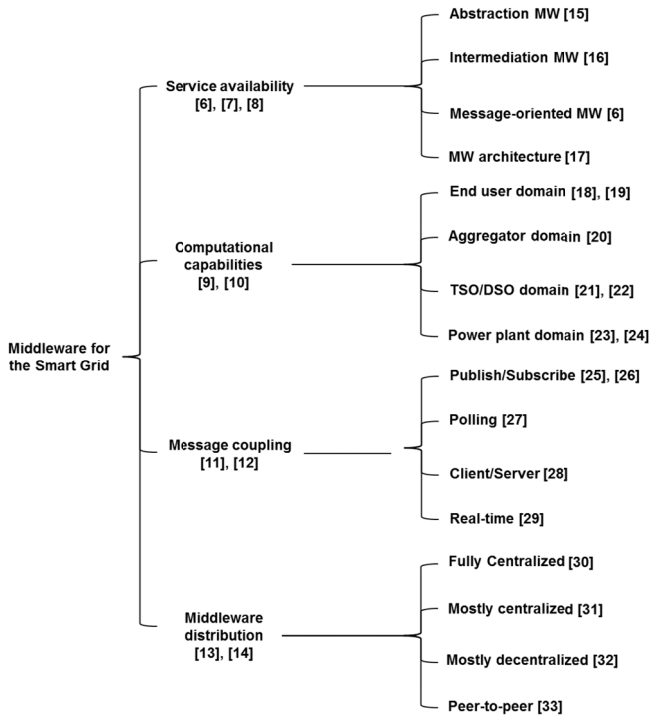 Middleware for
the Smart Grid
Service availability
[6], [7], [8]
Abstraction MW [15]
Intermediation MW [16]
Message-oriented MW [6]
MW architecture [17]
Computational
capabilities
[9], [10]
End user domain [18], [19]
Aggregator domain [20]
TSO/DSO domain [21], [22]
Power plant domain [23], [24]
Message coupling
[11], [12]
Publish/Subscribe [25], [26]
Polling [27]
Client/Server [28]
Real-time [29]
Middleware
distribution
[13], [14]
Fully Centralized [30]
Mostly centralized [31]
Mostly decentralized [32]
Peer-to-peer [33]